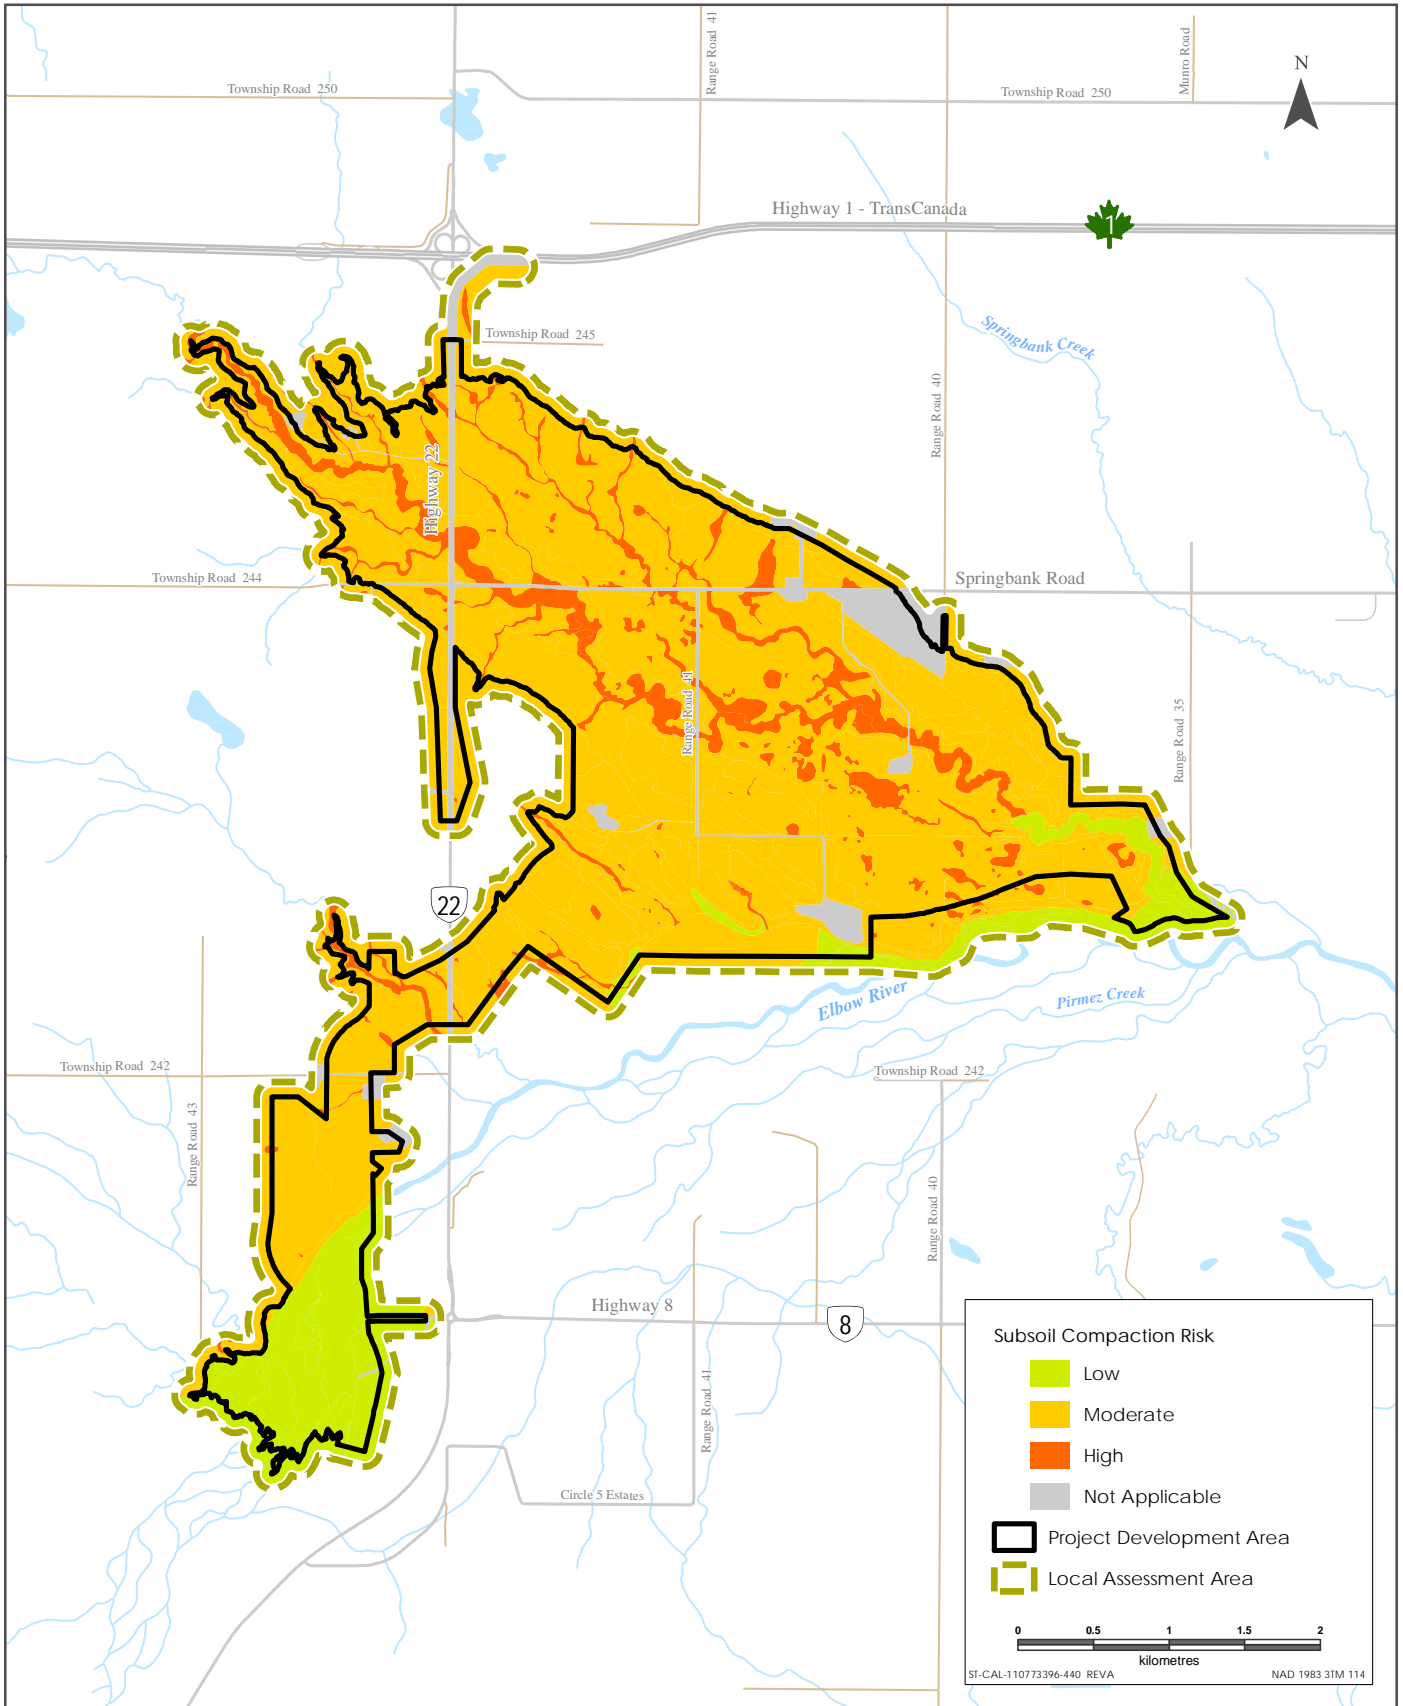 Range Road 41
Munro Road
N
Township Road 250
Township Road 250
Highway 1 - TransCanada
1
Springbank Creek
Township Road 245
Range Road 40
Highway 22
Township Road 244
Springbank Road
Range Road 41
Range Road 35
22
Elbow River
Pirmez Creek
Township Road 242
Township Road 242
Range Road 43
Range Road 40
Highway 8
8
Range Road 41
Circle 5 Estates
Subsoil Compaction Risk
Low
Moderate
High
Not Applicable
Project Development Area
Local Assessment Area
0 0.5 1 1.5 2
kilometres
ST-CAL-110773396-440 REVA NAD 1983 3TM 114